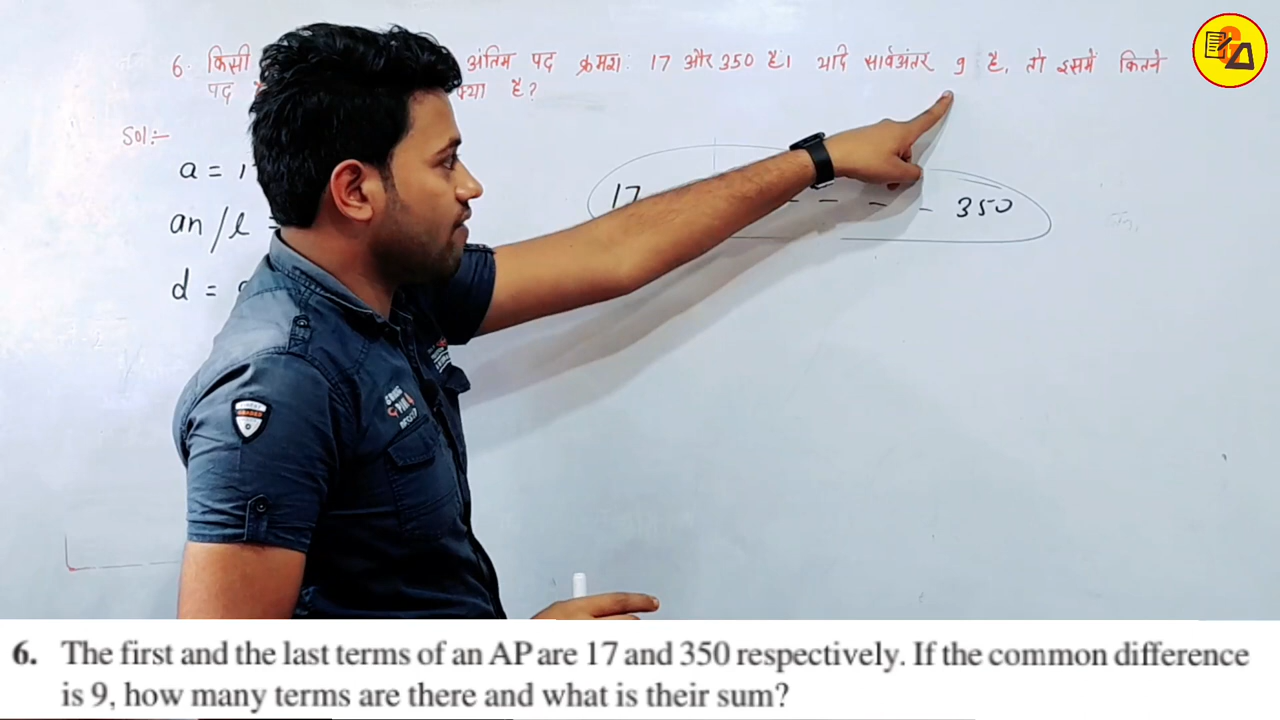 6. किसी अंतिम पद क्रमश: 17 और 350 है। यदि सार्वअंतर 9 है, तो इसमें कितने
पद क्या है?
Sol:-
a = 17
an/l =
d =
17 - - - - 350
6. The first and the last terms of an AP are 17 and 350 respectively. If the common difference
is 9, how many terms are there and what is their sum?